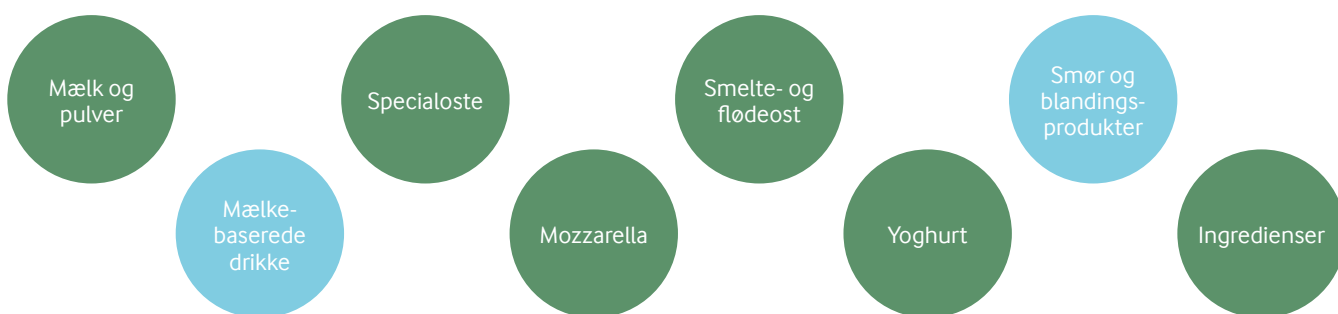 Mælk og
pulver
Mælke-
baserede
drikke
Specialoste
Mozzarella
Smelte- og
flødeost
Yoghurt
Smør og
blandings-
produkter
Ingredienser